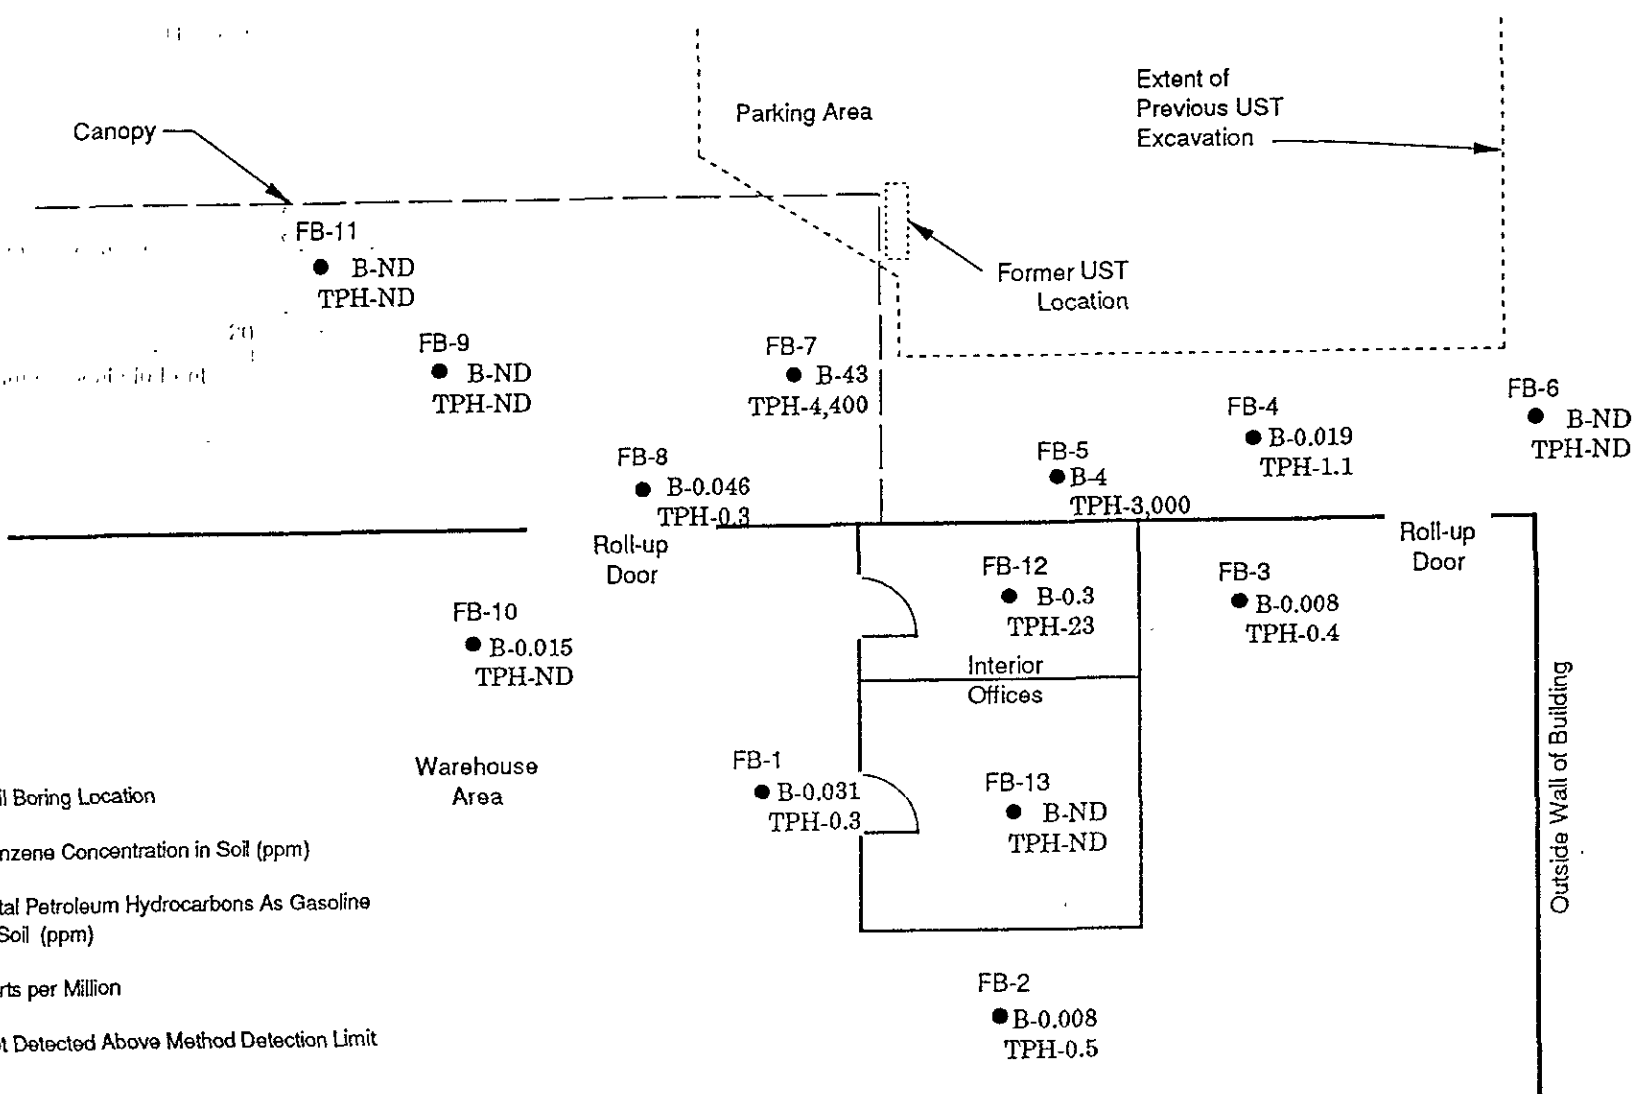 Canopy
Parking Area
Extent of
Previous UST
Excavation
Former UST
Location
FB-11
B-ND
TPH-ND
20
FB-9
B-ND
TPH-ND
FB-7
B-43
TPH-4,400
FB-6
B-ND
TPH-ND
FB-4
B-0.019
TPH-1.1
FB-5
B-4
TPH-3,000
FB-8
B-0.046
TPH-0.3
Roll-up
Door
Roll-up
Door
FB-12
B-0.3
TPH-23
FB-3
B-0.008
TPH-0.4
FB-10
B-0.015
TPH-ND
Interior
Offices
Warehouse
Area
FB-1
B-0.031
TPH-0.3
FB-13
B-ND
TPH-ND
Outside Wall of Building
FB-2
B-0.008
TPH-0.5
il Boring Location
nzene Concentration in Soil (ppm)
tal Petroleum Hydrocarbons As Gasoline
Soil (ppm)
rts per Million
t Detected Above Method Detection Limit